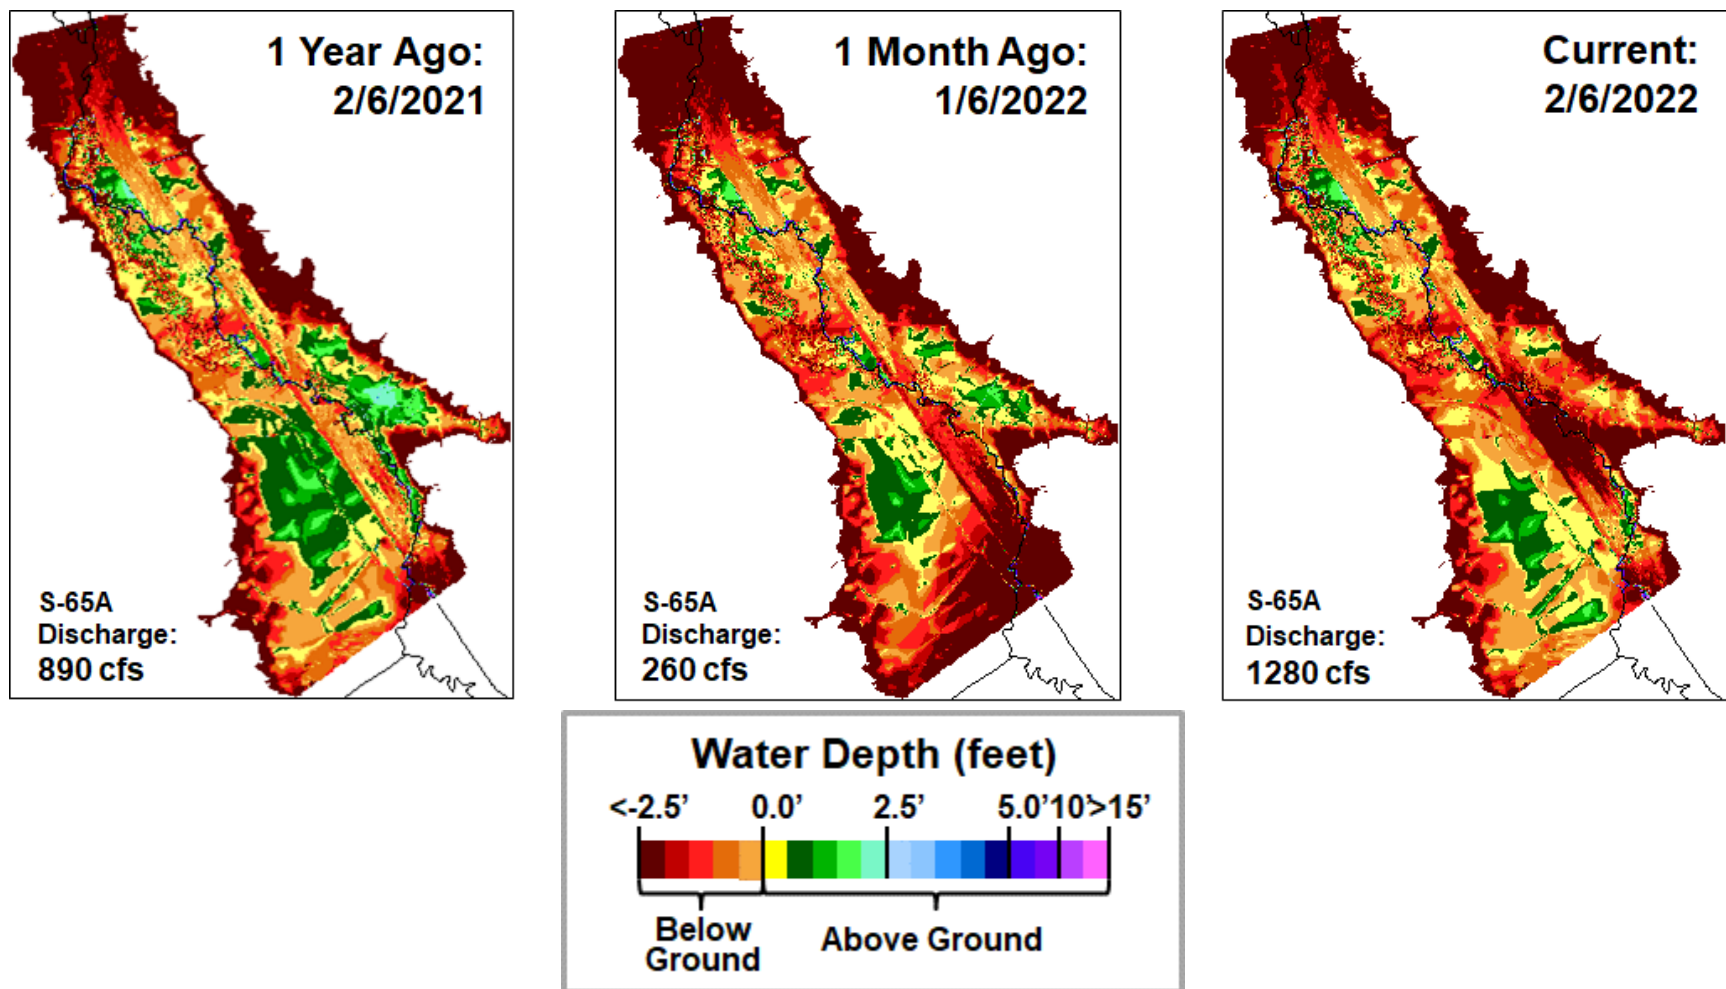 1 Year Ago:
2/6/2021
S-65A
Discharge:
890 cfs
1 Month Ago:
1/6/2022
S-65A
Discharge:
260 cfs
Current:
2/6/2022
S-65A
Discharge:
1280 cfs
Water Depth (feet)
<-2.5’ 0.0’ 2.5’ 5.0’10’>15’
Below
Ground
Above Ground